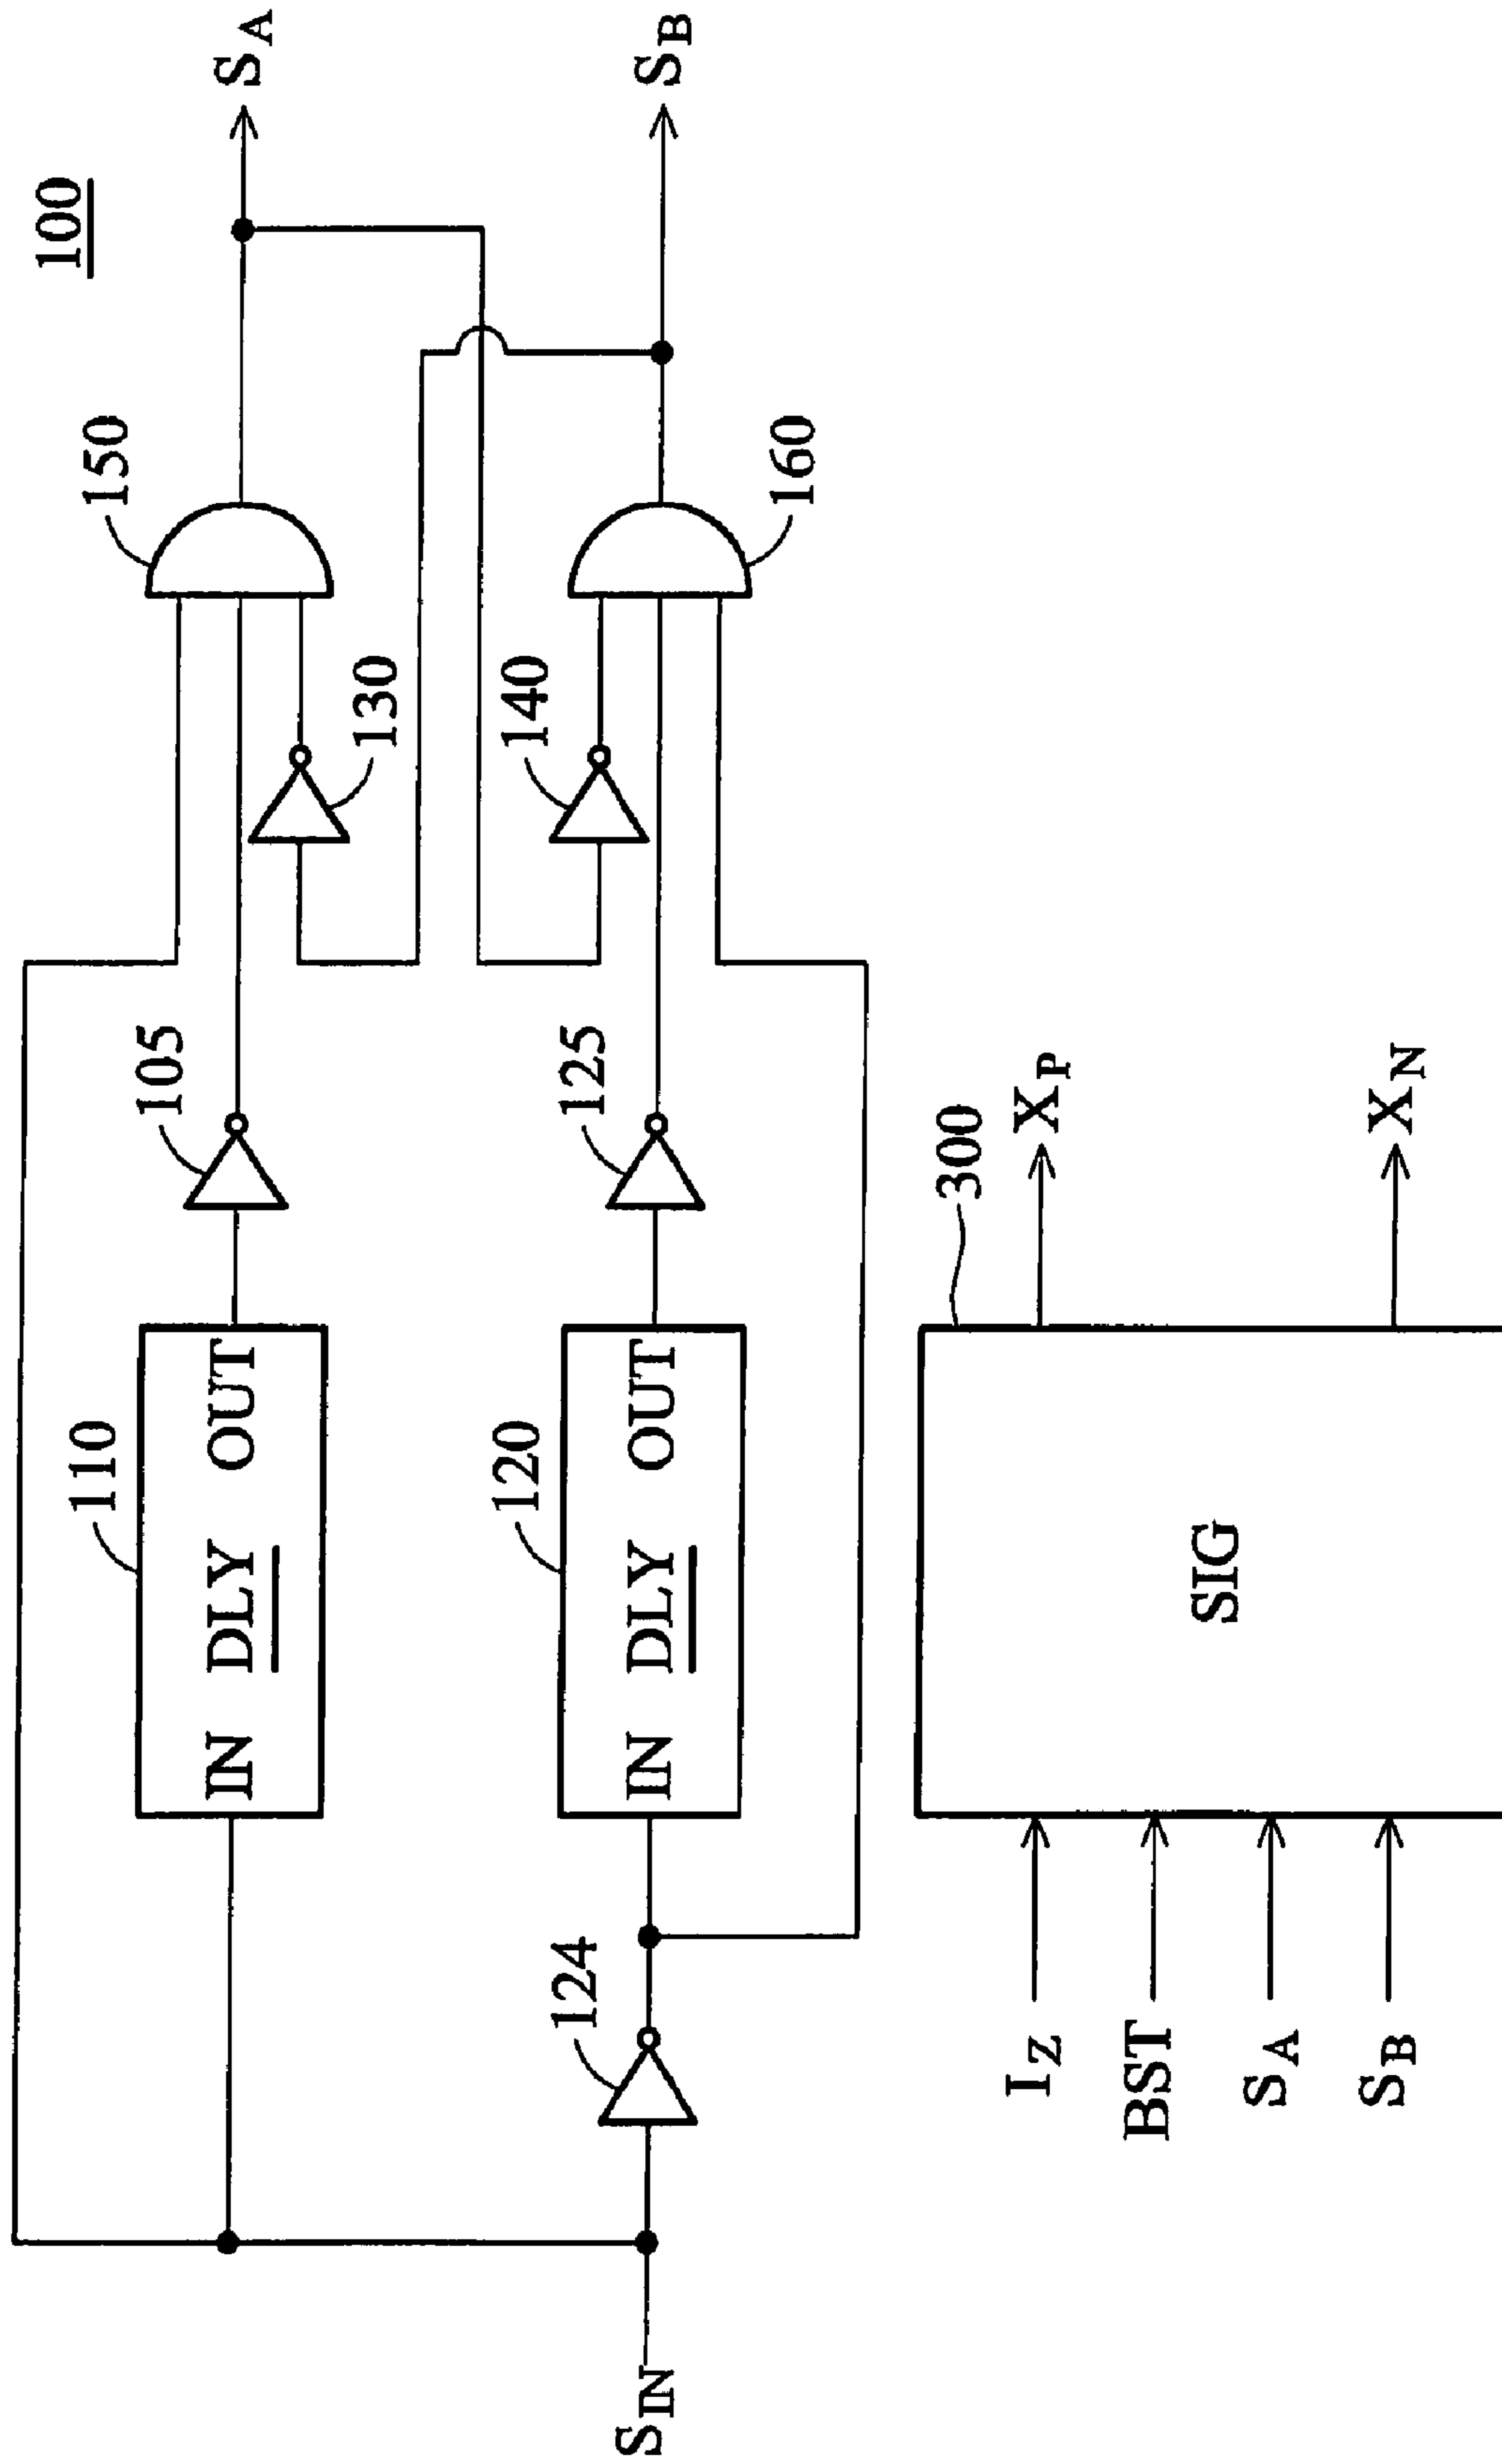 100
S_A
S_B
150
160
130
140
105
125
110
IN DLY OUT
120
IN DLY OUT
124
S_IN
300
SIG
I_Z
BST
S_A
S_B
X_P
X_N